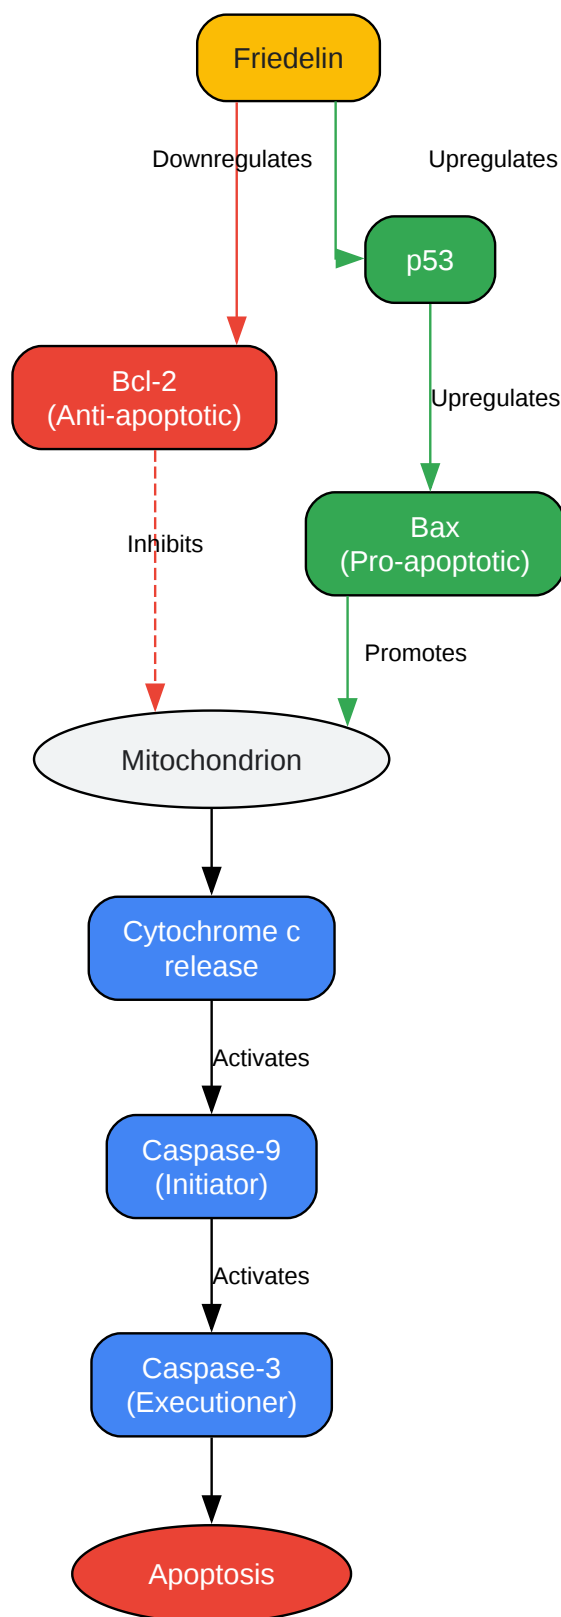 Friedelin
Downregulates
Upregulates
p53
Bcl-2
(Anti-apoptotic)
Upregulates
Bax
(Pro-apoptotic)
Inhibits
Promotes
Mitochondrion
Cytochrome c
release
Activates
Caspase-9
(Initiator)
Activates
Caspase-3
(Executioner)
Apoptosis